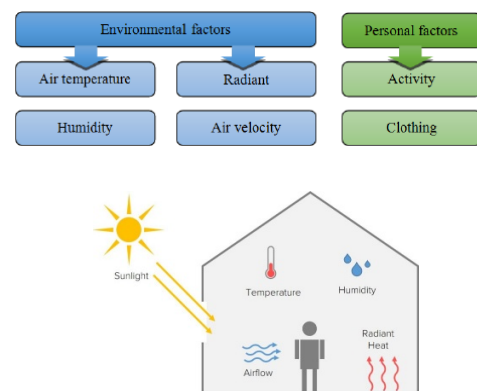 Environmental factors
Personal factors
Air temperature
Radiant
Activity
Humidity
Air velocity
Clothing
Sunlight
Temperature
Humidity
Radiant
Heat
Airflow